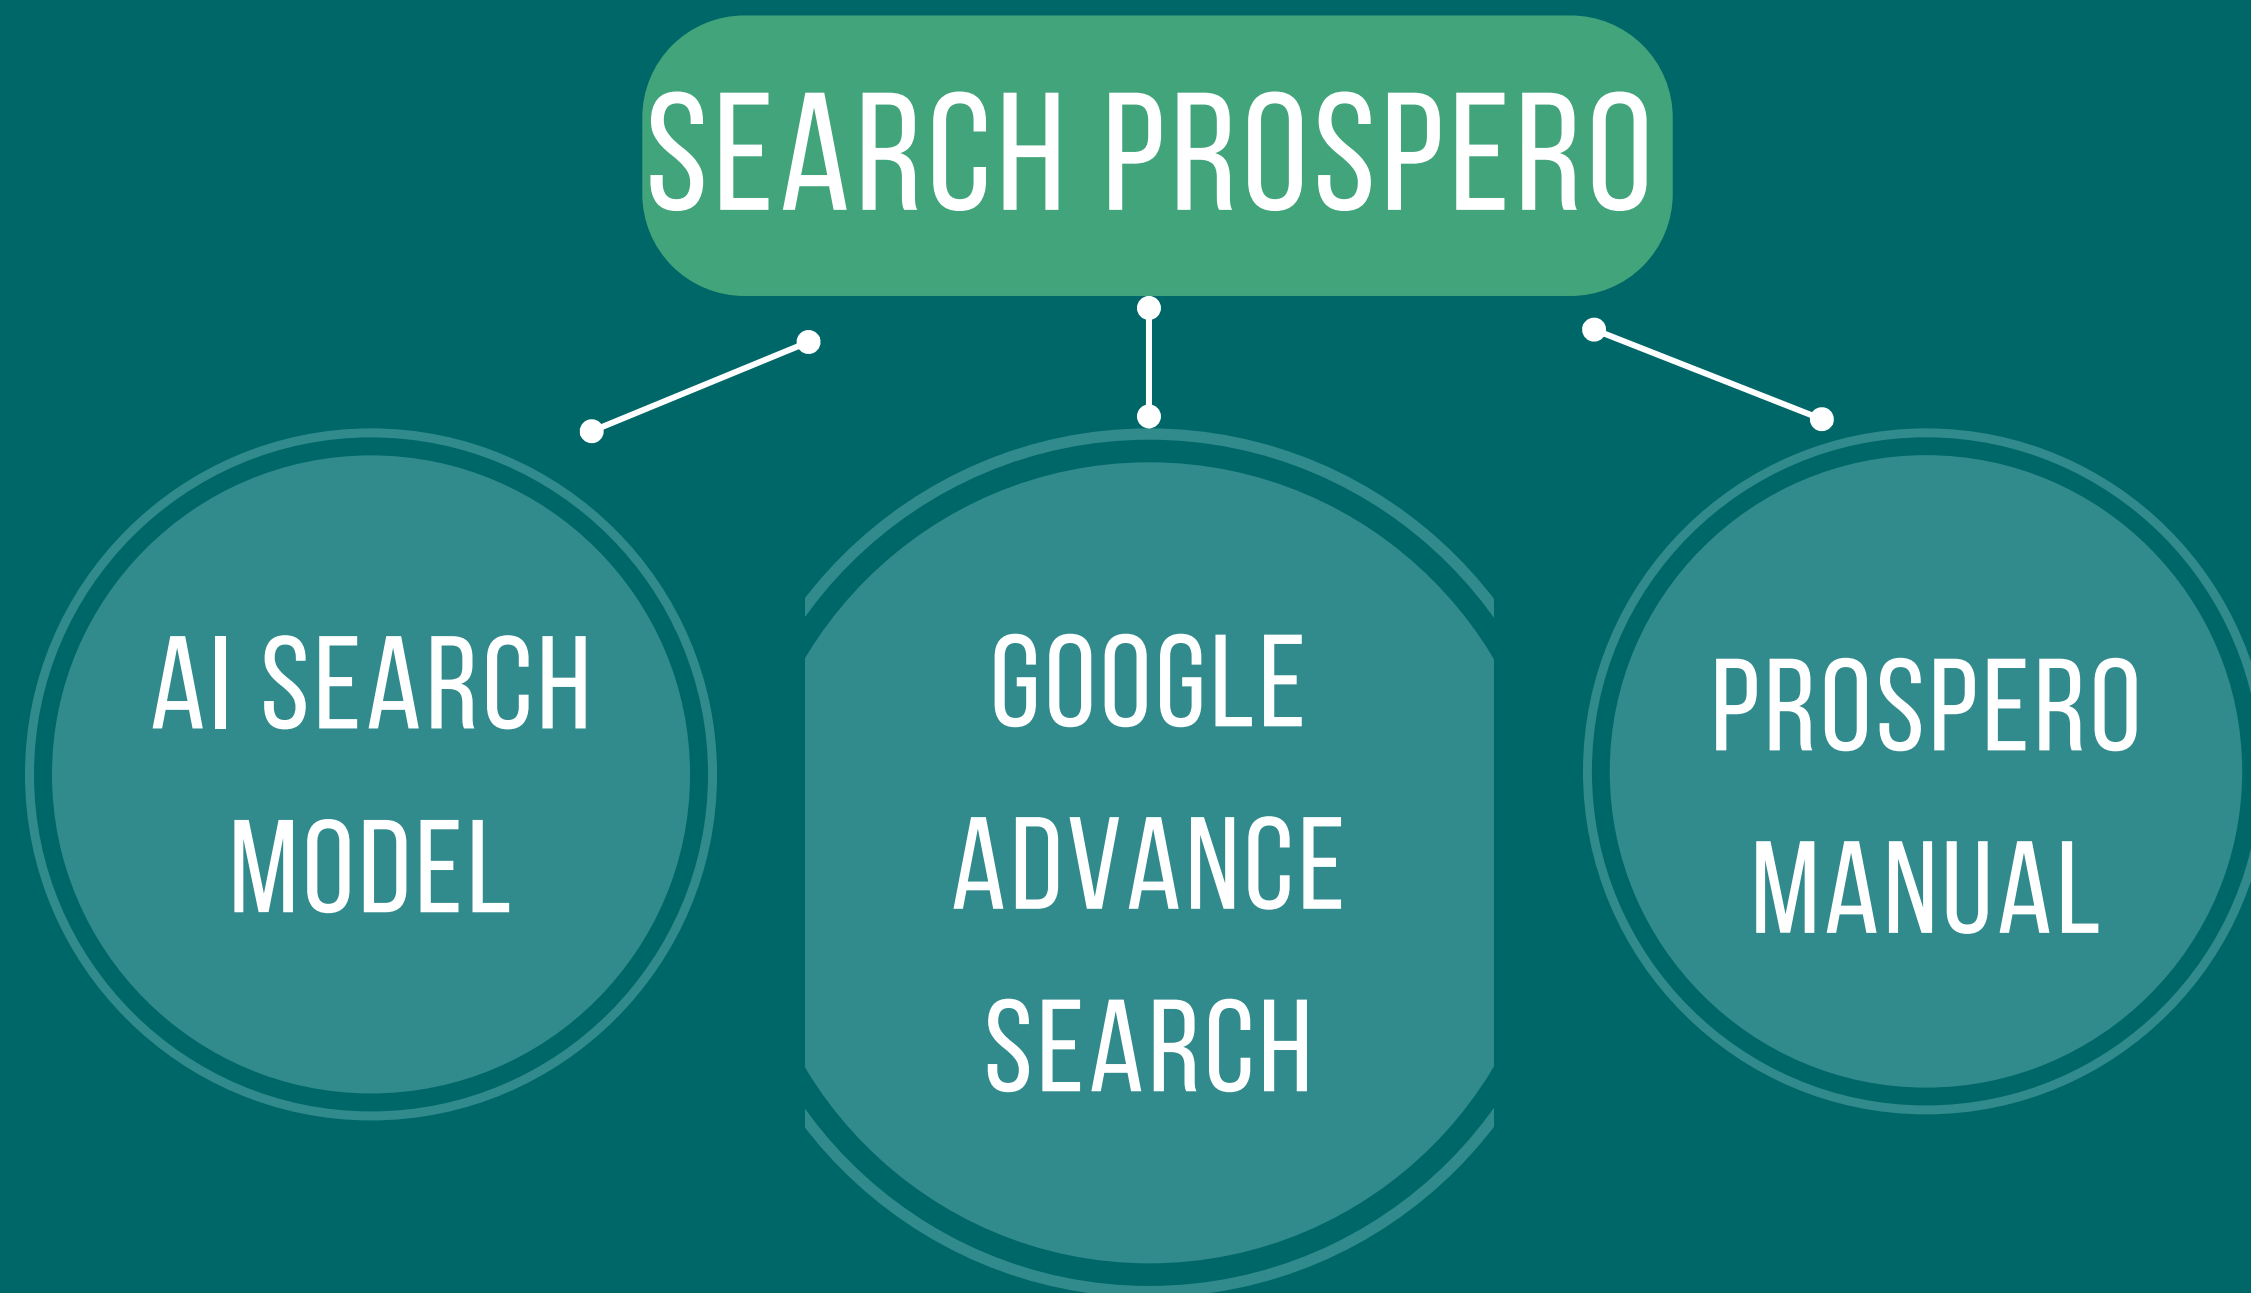 SEARCH PROSPERO
AI SEARCH
MODEL
GOOGLE
ADVANCE
SEARCH
PROSPERO
MANUAL